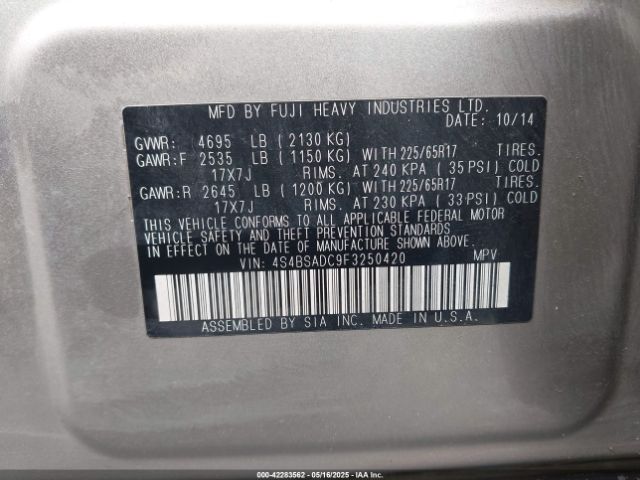 MFD BY FUJI HEAVY INDUSTRIES LTD.
DATE: 10/14
GVWR: 4695 LB (2130 KG)
GAWR:F 2535 LB (1150 KG) WITH 225/65R17 TIRES.
17X7J RIMS. AT 240 KPA (35 PSI) COLD
GAWR:R 2645 LB (1200 KG) WITH 225/65R17 TIRES.
17X7J RIMS. AT 230 KPA (33 PSI) COLD
THIS VEHICLE CONFORMS TO ALL APPLICABLE FEDERAL MOTOR
VEHICLE SAFETY AND THEFT PREVENTION STANDARDS
IN EFFECT ON THE DATE OF MANUFACTURE SHOWN ABOVE.
VIN: 4S4BSADC9F3250420 MPV
ASSEMBLED BY SIA INC. MADE IN U.S.A.
000-42283562 - 05/16/2025 - IAAI.CA